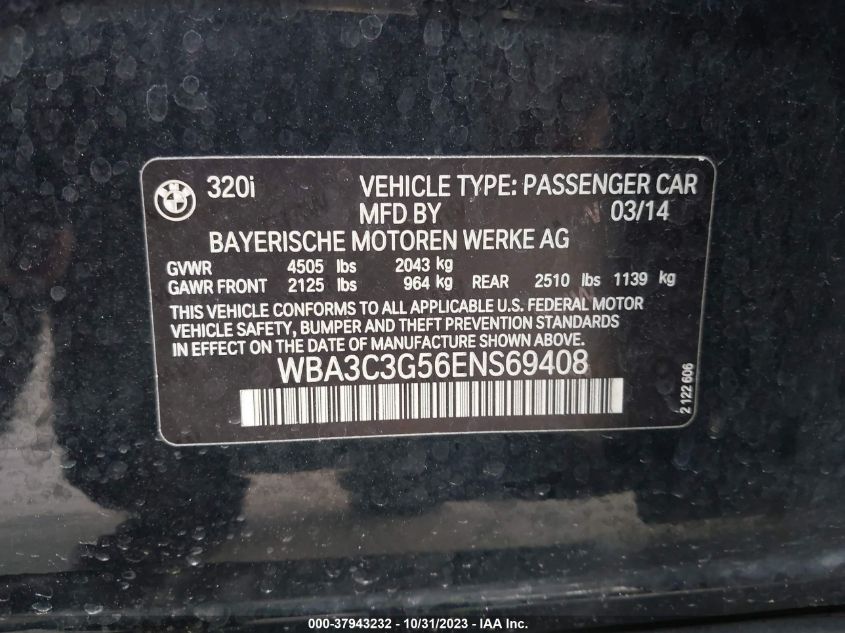 320i VEHICLE TYPE: PASSENGER CAR
MFD BY 03/14
BAYERISCHE MOTOREN WERKE AG
GVWR 4505 lbs 2043 kg
GAWR FRONT 2125 lbs 964 kg REAR 2510 lbs 1139 kg
THIS VEHICLE CONFORMS TO ALL APPLICABLE U.S. FEDERAL MOTOR
VEHICLE SAFETY, BUMPER AND THEFT PREVENTION STANDARDS
IN EFFECT ON THE DATE OF MANUFACTURE SHOWN ABOVE.
WBA3C3G56ENS69408
2 122 606
000-37943232 - 10/31/2023 - IAA Inc.